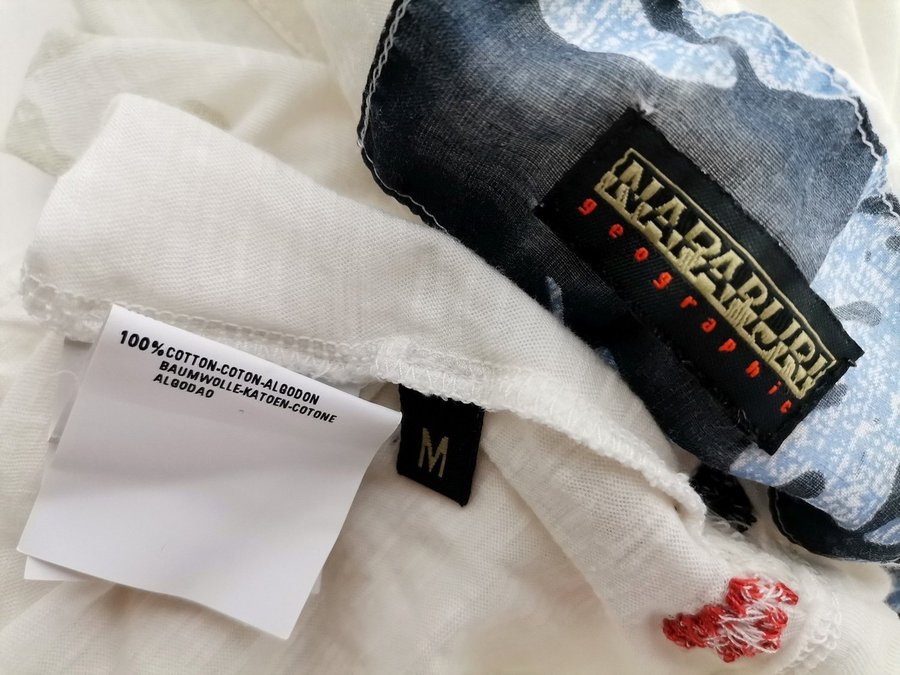 NAPAPIJRI
geographic
100% COTTON-COTON-ALGODON
BAUMWOLLE-KATOEN-COTONE
ALGODAO
M